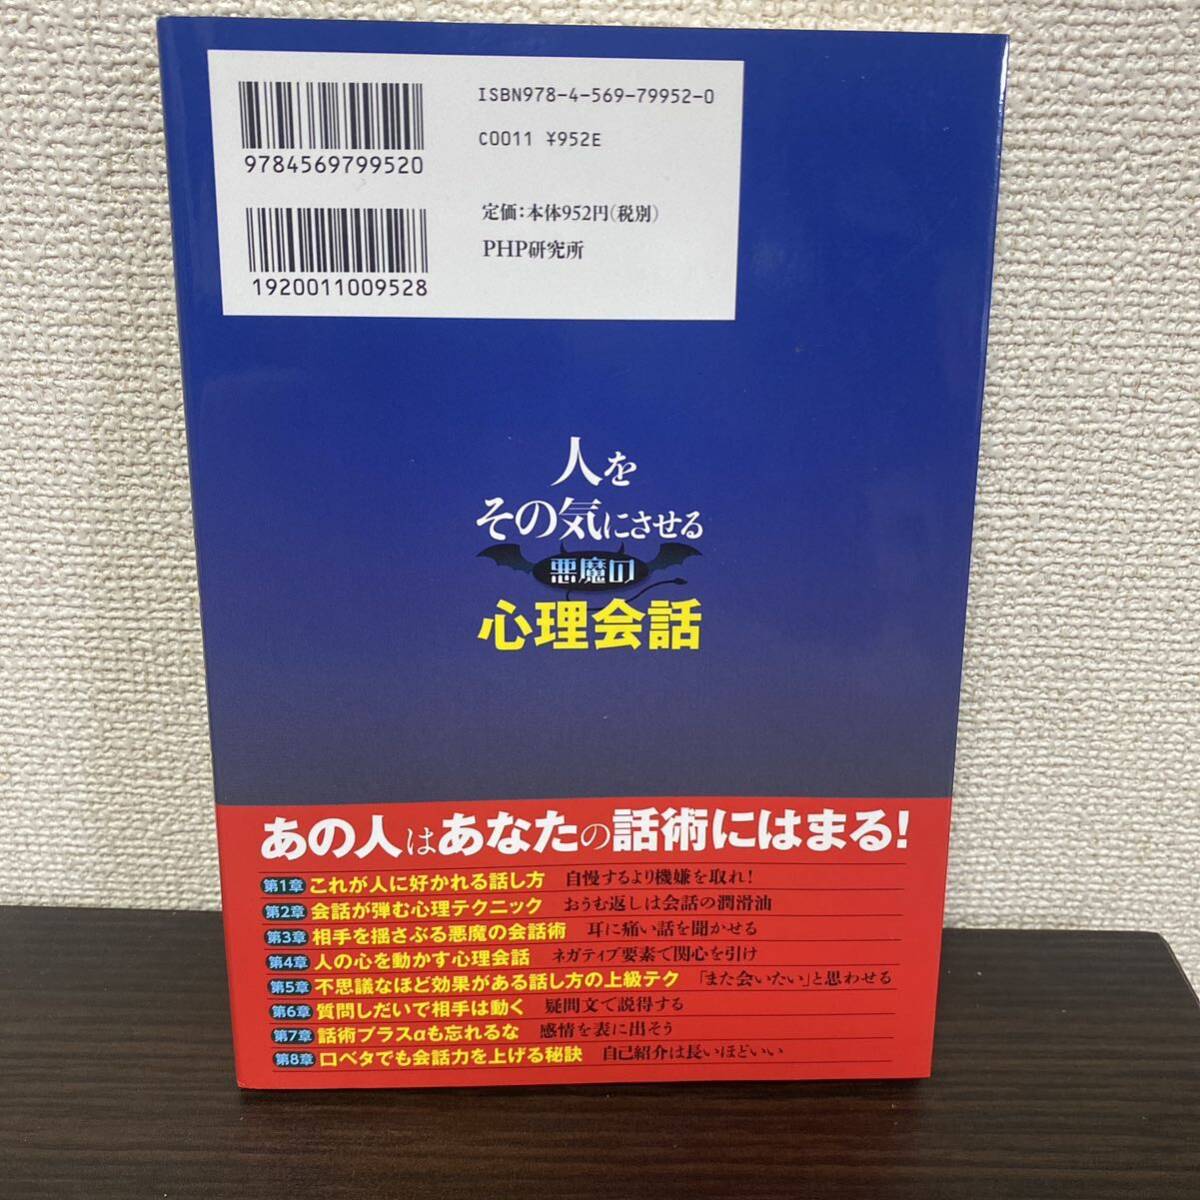 ISBN978-4-569-79952-0
C0011 ¥952E
9784569799520
定価：本体952円（税別）
PHP研究所
1920011009528
人を
その気にさせる
悪魔の
心理会話
あの人はあなたの話術にはまる！
第1章 これが人に好かれる話し方 自慢するより機嫌を取れ！
第2章 会話が弾む心理テクニック おうむ返しは会話の潤滑油
第3章 相手を揺さぶる悪魔の会話術 耳に痛い話を聞かせる
第4章 人の心を動かす心理会話 ネガティブ要素で関心を引け
第5章 不思議なほど効果がある話し方の上級テク 「また会いたい」と思わせる
第6章 質問しだいで相手は動く 疑問文で説得する
第7章 話術プラスαも忘れるな 感情を表に出そう
第8章 口ベタでも会話力を上げる秘訣 自己紹介は長いほどいい